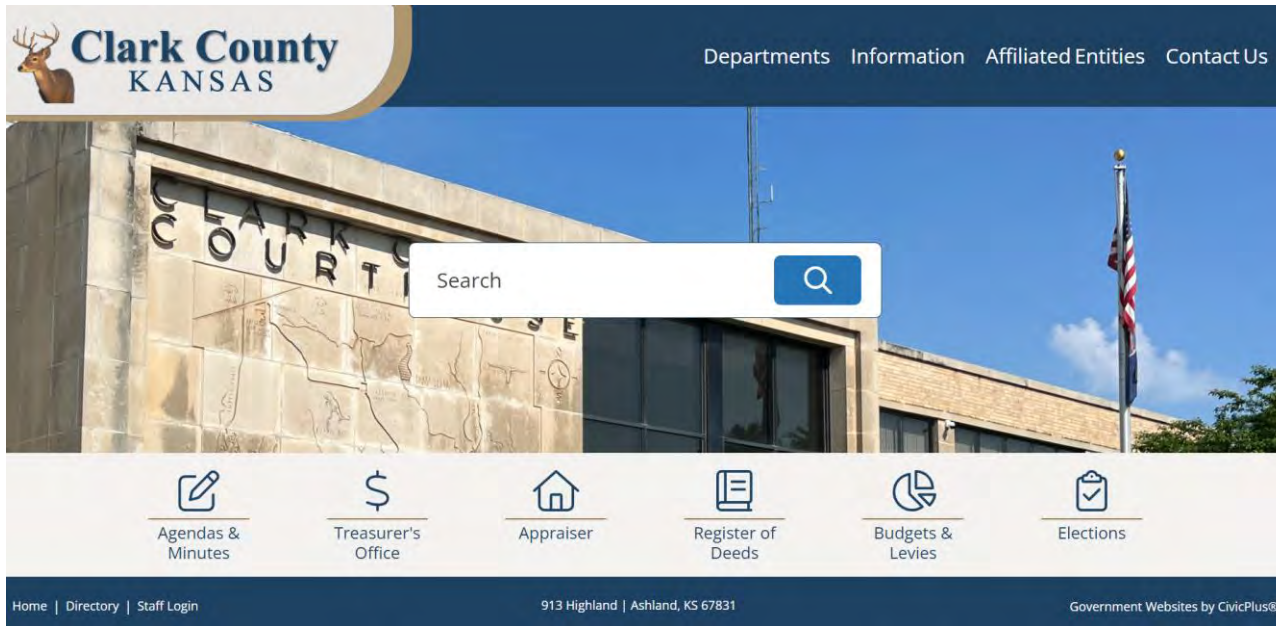 Clark County
KANSAS
Departments Information Affiliated Entities Contact Us
CLARK C
COURT
SE
Search
Agendas &
Minutes
Treasurer's
Office
Appraiser
Register of
Deeds
Budgets &
Levies
Elections
Home | Directory | Staff Login
913 Highland | Ashland, KS 67831
Government Websites by CivicPlus®